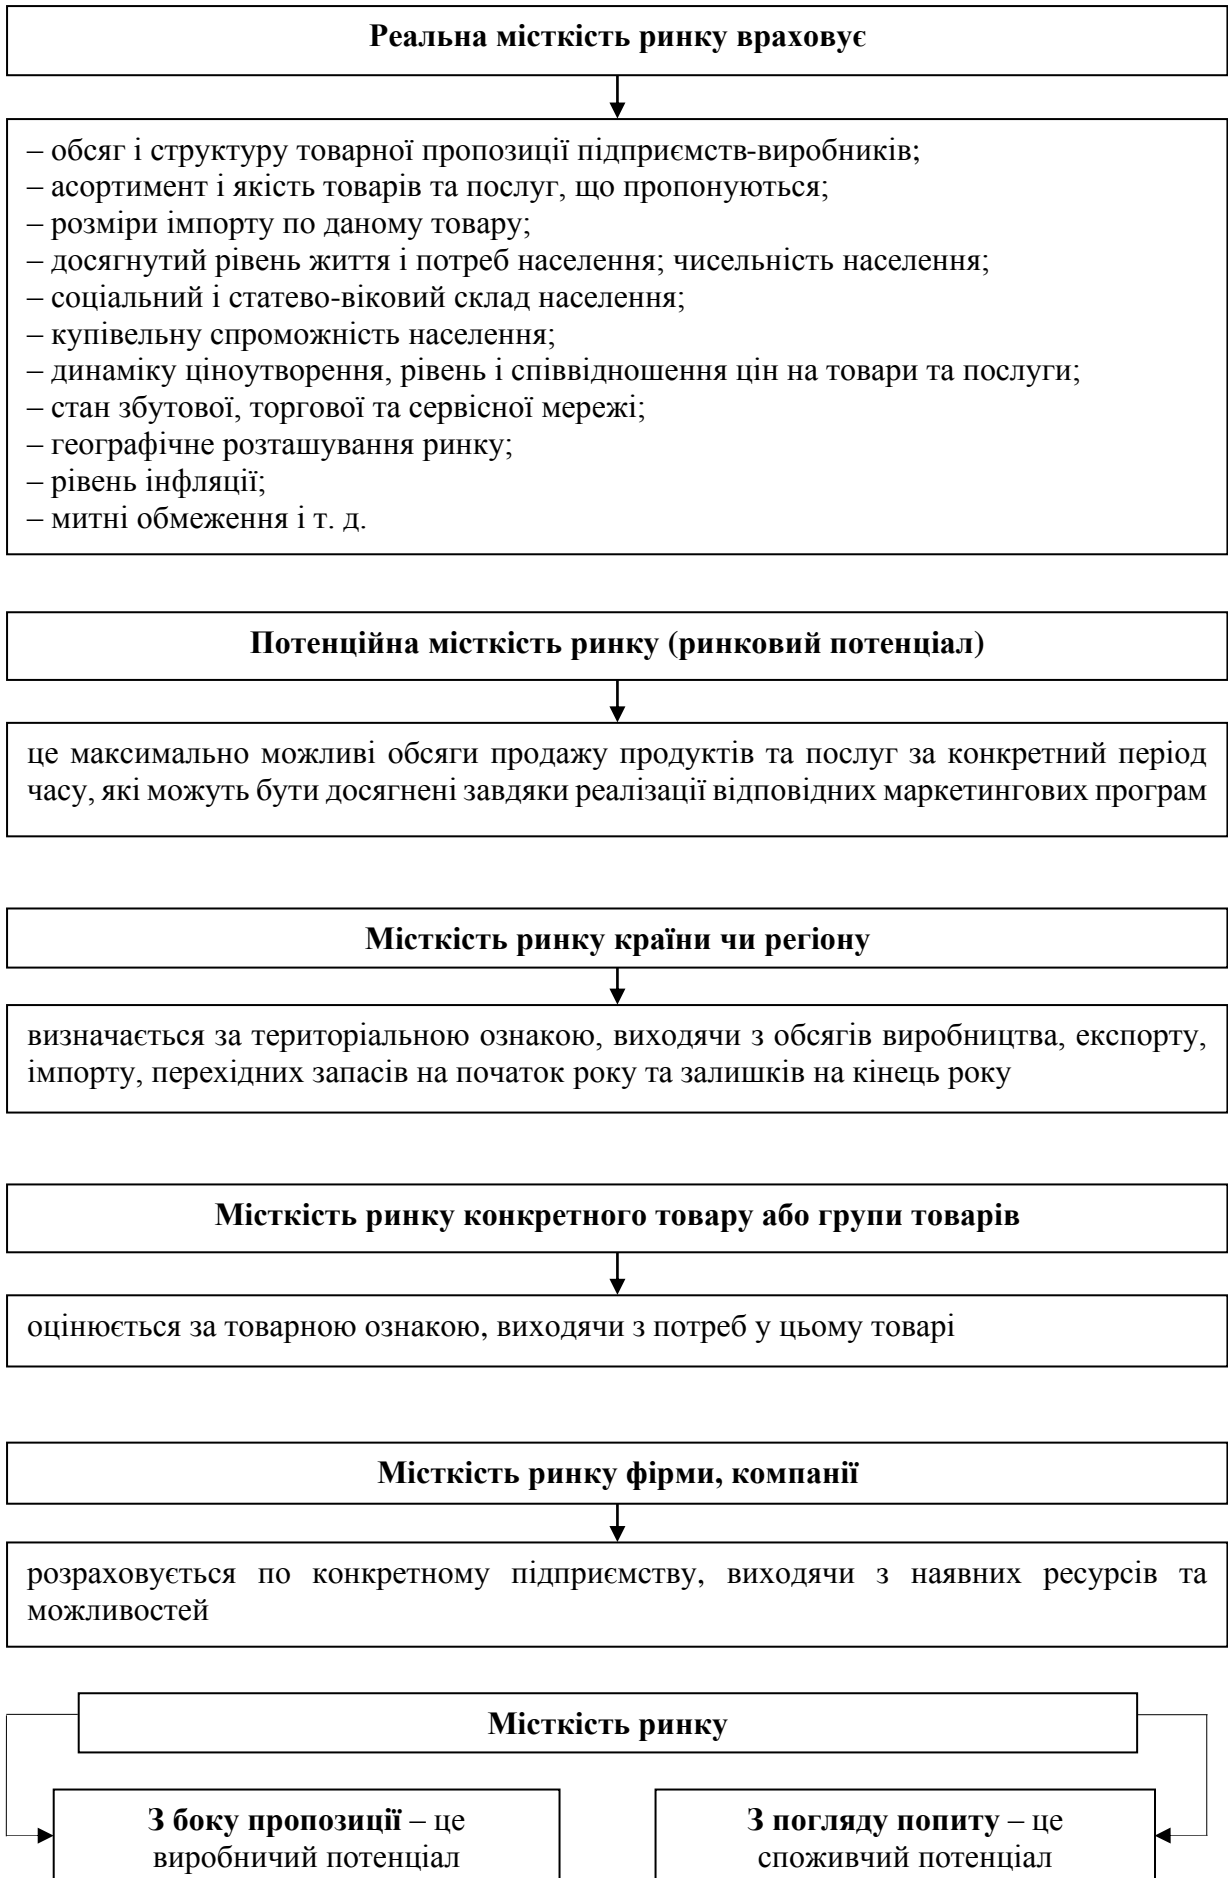 Реальна місткість ринку враховує
– обсяг і структуру товарної пропозиції підприємств-виробників;
– асортимент і якість товарів та послуг, що пропонуються;
– розміри імпорту по даному товару;
– досягнутий рівень життя і потреб населення; чисельність населення;
– соціальний і статево-віковий склад населення;
– купівельну спроможність населення;
– динаміку ціноутворення, рівень і співвідношення цін на товари та послуги;
– стан збутової, торгової та сервісної мережі;
– географічне розташування ринку;
– рівень інфляції;
– митні обмеження і т. д.
Потенційна місткість ринку (ринковий потенціал)
це максимально можливі обсяги продажу продуктів та послуг за конкретний період
часу, які можуть бути досягнені завдяки реалізації відповідних маркетингових програм
Місткість ринку країни чи регіону
визначається за територіальною ознакою, виходячи з обсягів виробництва, експорту,
імпорту, перехідних запасів на початок року та залишків на кінець року
Місткість ринку конкретного товару або групи товарів
оцінюється за товарною ознакою, виходячи з потреб у цьому товарі
Місткість ринку фірми, компанії
розраховується по конкретному підприємству, виходячи з наявних ресурсів та
можливостей
Місткість ринку
З боку пропозиції – це
виробничий потенціал
З погляду попиту – це
споживчий потенціал